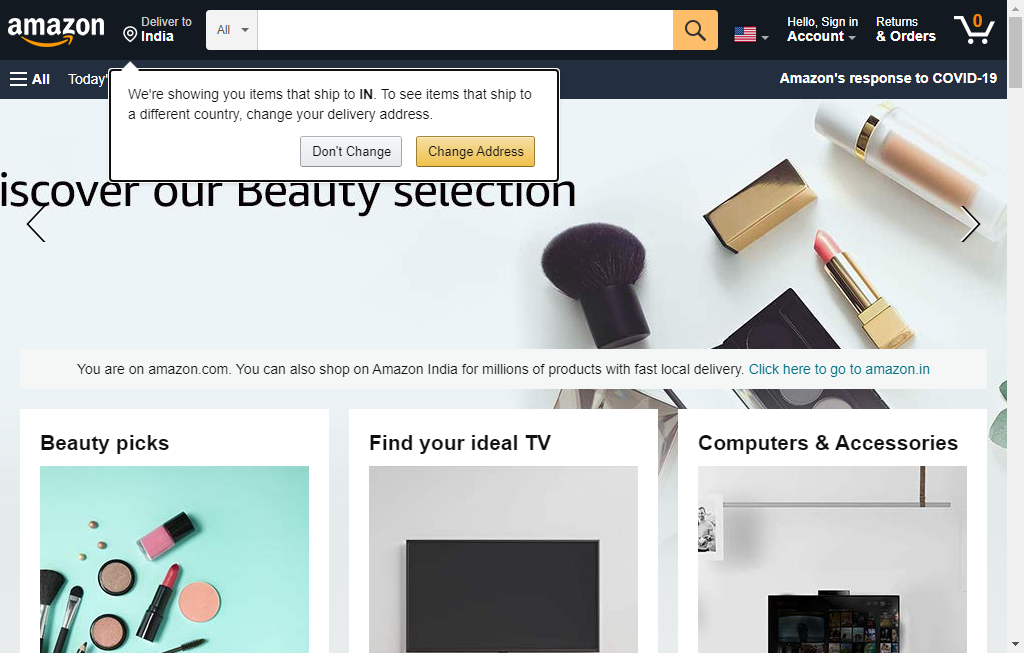 amazon
Deliver to
India
All
Hello, Sign in
Account
Returns
& Orders
0
All
Today'
Amazon's response to COVID-19
We're showing you items that ship to IN. To see items that ship to
a different country, change your delivery address.
Don't Change
Change Address
iscover our Beauty selection
You are on amazon.com. You can also shop on Amazon India for millions of products with fast local delivery. Click here to go to amazon.in
Beauty picks
Find your ideal TV
Computers & Accessories